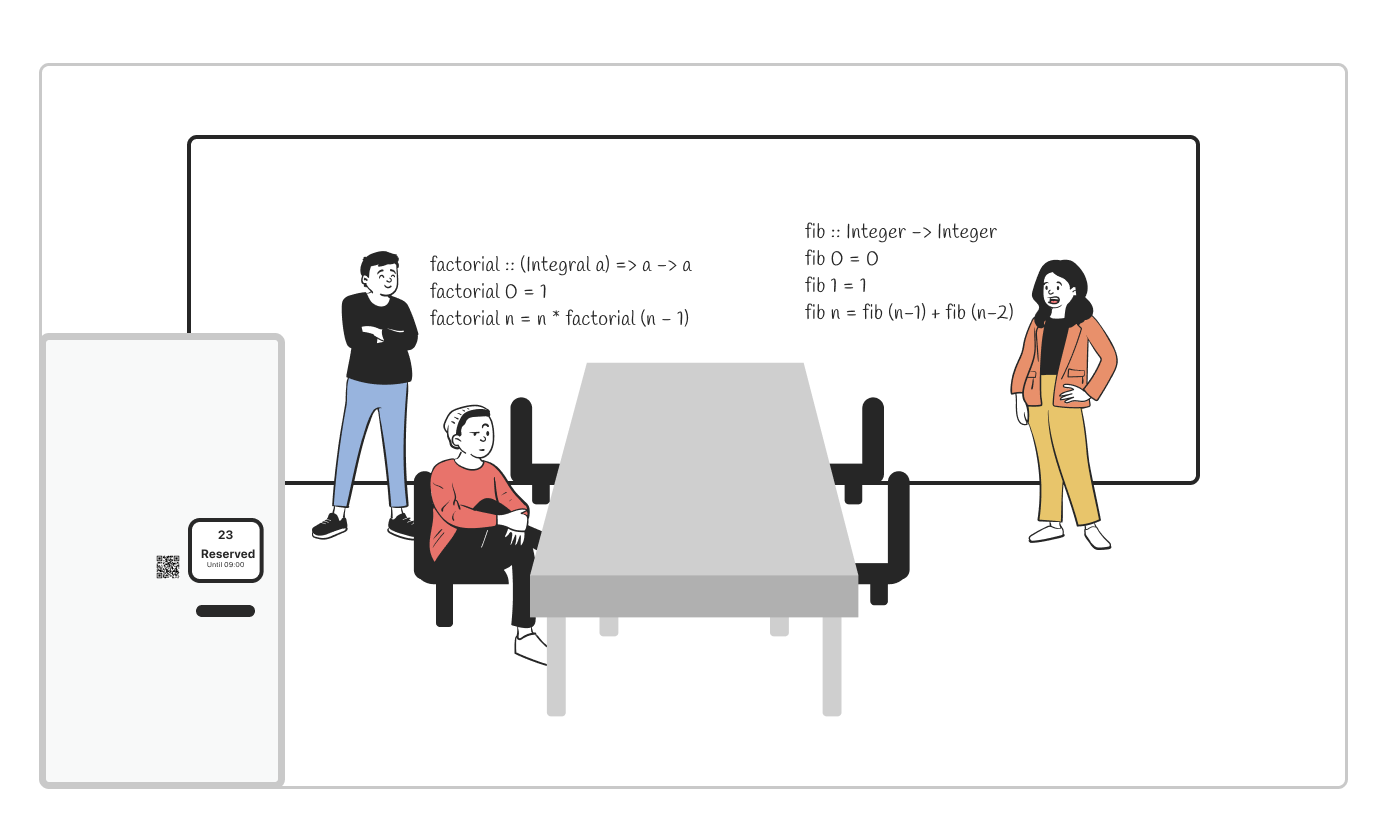 factorial :: (Integral a) => a -> a
factorial 0 = 1
factorial n = n * factorial (n - 1)
fib :: Integer -> Integer
fib 0 = 0
fib 1 = 1
fib n = fib (n-1) + fib (n-2)
23
Reserved
Until 09:00